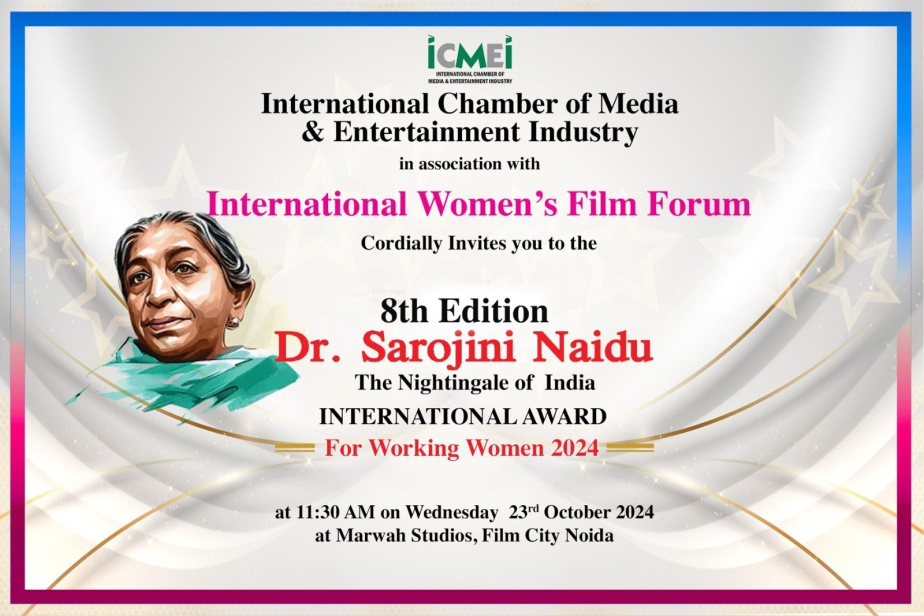 iCMEi
INTERNATIONAL CHAMBER OF
MEDIA & ENTERTAINMENT INDUSTRY
International Chamber of Media
& Entertainment Industry
in association with
International Women's Film Forum
Cordially Invites you to the
8th Edition
Dr. Sarojini Naidu
The Nightingale of India
INTERNATIONAL AWARD
For Working Women 2024
at 11:30 AM on Wednesday 23rd October 2024
at Marwah Studios, Film City Noida